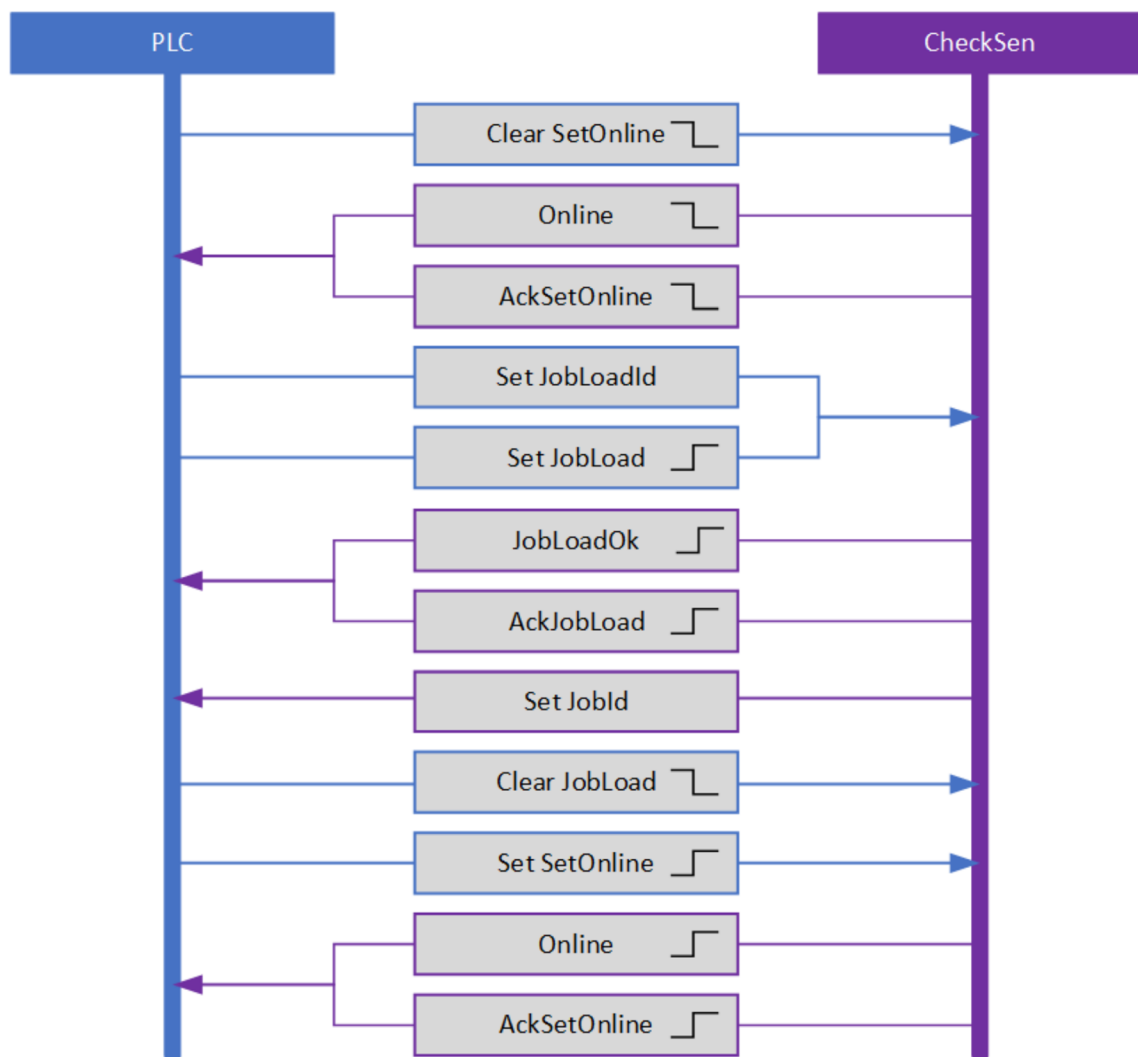 PLC
CheckSen
Clear SetOnline
Online
AckSetOnline
Set JobLoadId
Set JobLoad
JobLoadOk
AckJobLoad
Set JobId
Clear JobLoad
Set SetOnline
Online
AckSetOnline